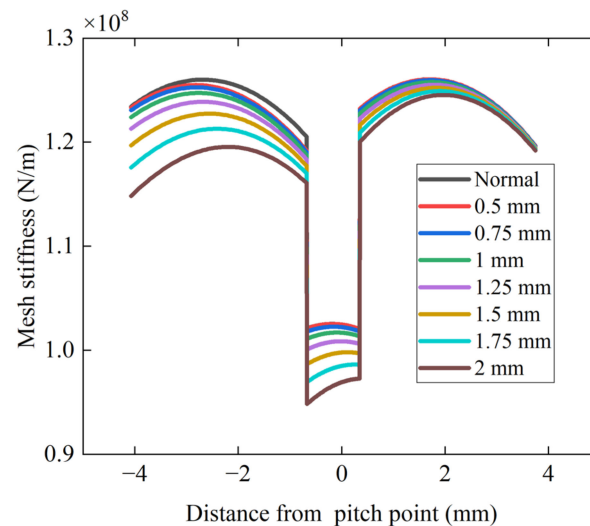 ×10⁸
1.3
1.2
1.1
1.0
0.9
Mesh stiffness (N/m)
Normal
0.5 mm
0.75 mm
1 mm
1.25 mm
1.5 mm
1.75 mm
2 mm
−4 −2 0 2 4
Distance from pitch point (mm)